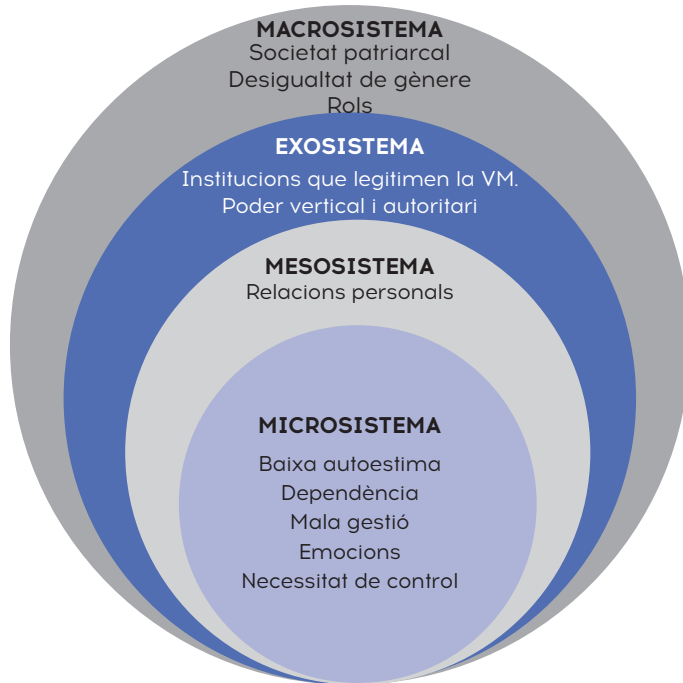 MACROSISTEMA
Societat patriarcal
Desigualtat de gènere
Rols
EXOSISTEMA
Institucions que legitimen la VM.
Poder vertical i autoritari
MESOSISTEMA
Relacions personals
MICROSISTEMA
Baixa autoestima
Dependència
Mala gestió
Emocions
Necessitat de control